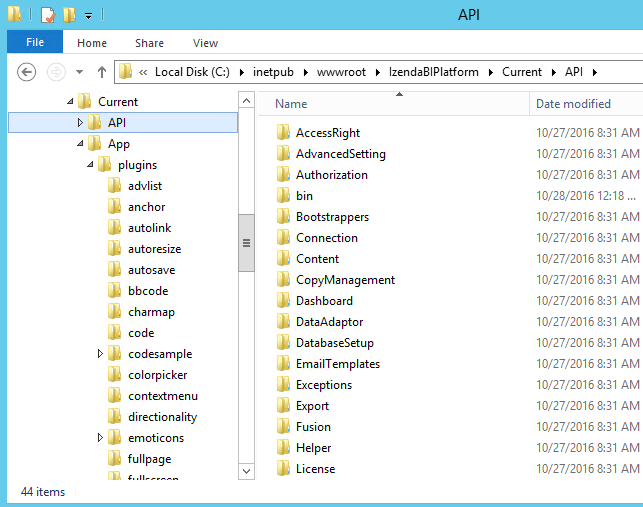 API
File Home Share View
« Local Disk (C:) inetpub wwwroot IzendaBIPlatform Current API
Current
API
App
plugins
advlist
anchor
autolink
autoresize
autosave
bbcode
charmap
code
codesample
colorpicker
contextmenu
directionality
emoticons
fullpage
fullscreen
Name Date modified
AccessRight 10/27/2016 8:31 AM
AdvancedSetting 10/27/2016 8:31 AM
Authorization 10/27/2016 8:31 AM
bin 10/28/2016 12:18 ...
Bootstrappers 10/27/2016 8:31 AM
Connection 10/27/2016 8:31 AM
Content 10/27/2016 8:31 AM
CopyManagement 10/27/2016 8:31 AM
Dashboard 10/27/2016 8:31 AM
DataAdaptor 10/27/2016 8:31 AM
DatabaseSetup 10/27/2016 8:31 AM
EmailTemplates 10/27/2016 8:31 AM
Exceptions 10/27/2016 8:31 AM
Export 10/27/2016 8:31 AM
Fusion 10/27/2016 8:31 AM
Helper 10/27/2016 8:31 AM
License 10/27/2016 8:31 AM
44 items